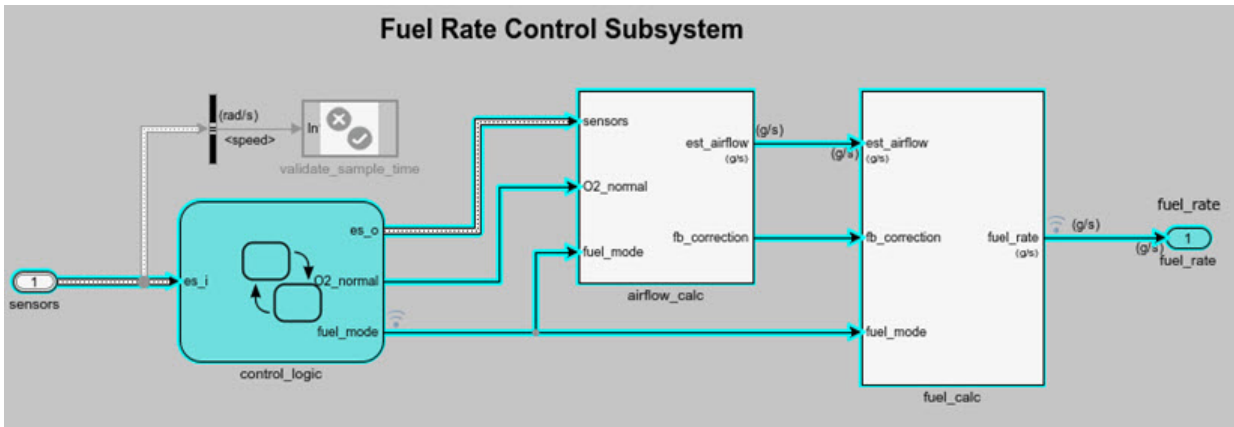 Fuel Rate Control Subsystem
(rad/s)
<speed>
In
validate_sample_time
1
sensors
es_i
es_o
O2_normal
fuel_mode
control_logic
sensors
O2_normal
fuel_mode
est_airflow
(g/s)
fb_correction
airflow_calc
(g/s)
(g/s)
est_airflow
(g/s)
fb_correction
fuel_mode
fuel_rate
(g/s)
fuel_calc
(g/s)
(g/s)
fuel_rate
1
fuel_rate